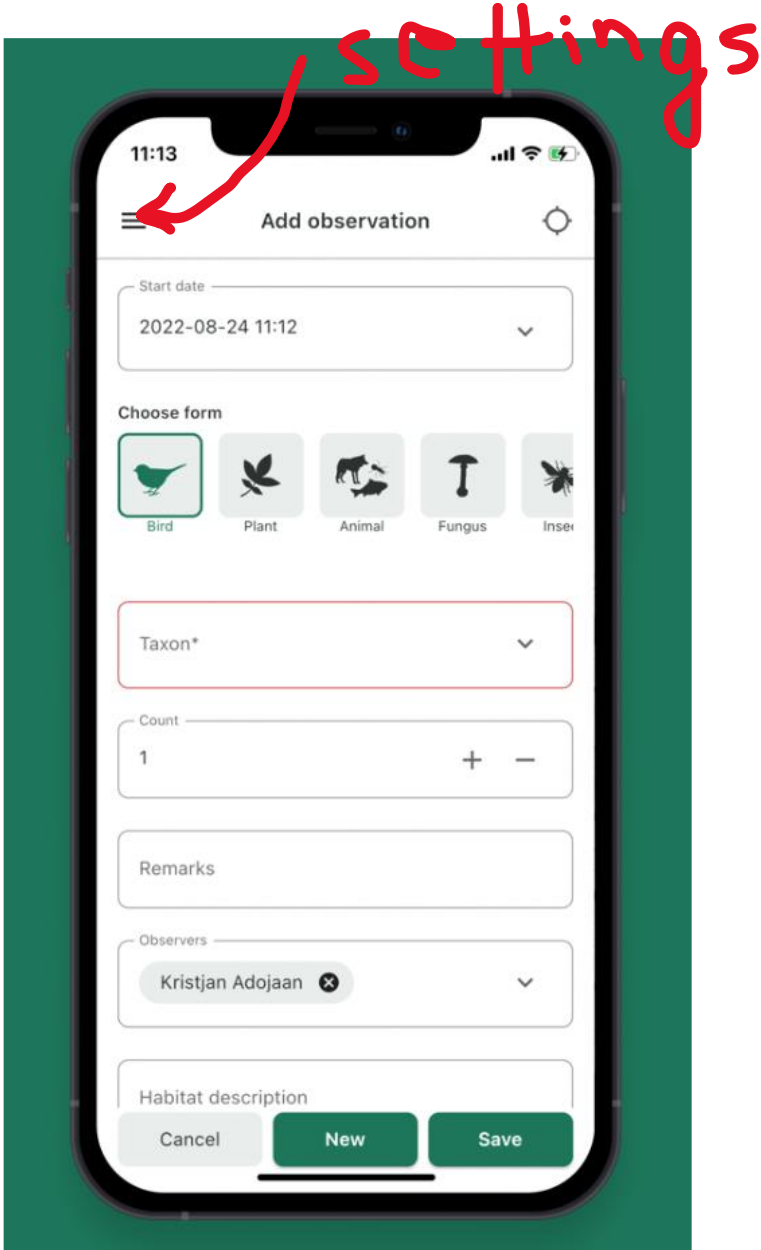 settings
11:13
Add observation
Start date
2022-08-24 11:12
Choose form
Bird Plant Animal Fungus Insec
Taxon*
Count
1 + −
Remarks
Observers
Kristjan Adojaan
Habitat description
Cancel New Save